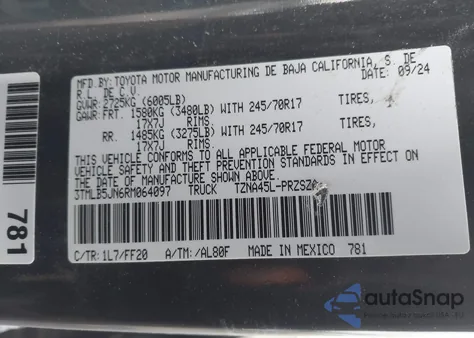 MFD.BY:TOYOTA MOTOR MANUFACTURING DE BAJA CALIFORNIA, S. DE
R.L. DE C.V. DATE: 09/24
GVWR:2725KG (6005LB)
GAWR:FRT. 1580KG (3480LB) WITH 245/70R17 TIRES,
17X7J RIMS,
RR. 1485KG (3275LB) WITH 245/70R17 TIRES,
17X7J RIMS.
THIS VEHICLE CONFORMS TO ALL APPLICABLE FEDERAL MOTOR
VEHICLE SAFETY AND THEFT PREVENTION STANDARDS IN EFFECT ON
THE DATE OF MANUFACTURE SHOWN ABOVE.
3TMLB5JN6RM064097 TRUCK TZNA45L-PRZSZA
C/TR:1L7/FF20 A/TM:/AL80F MADE IN MEXICO 781
781
autoSnap